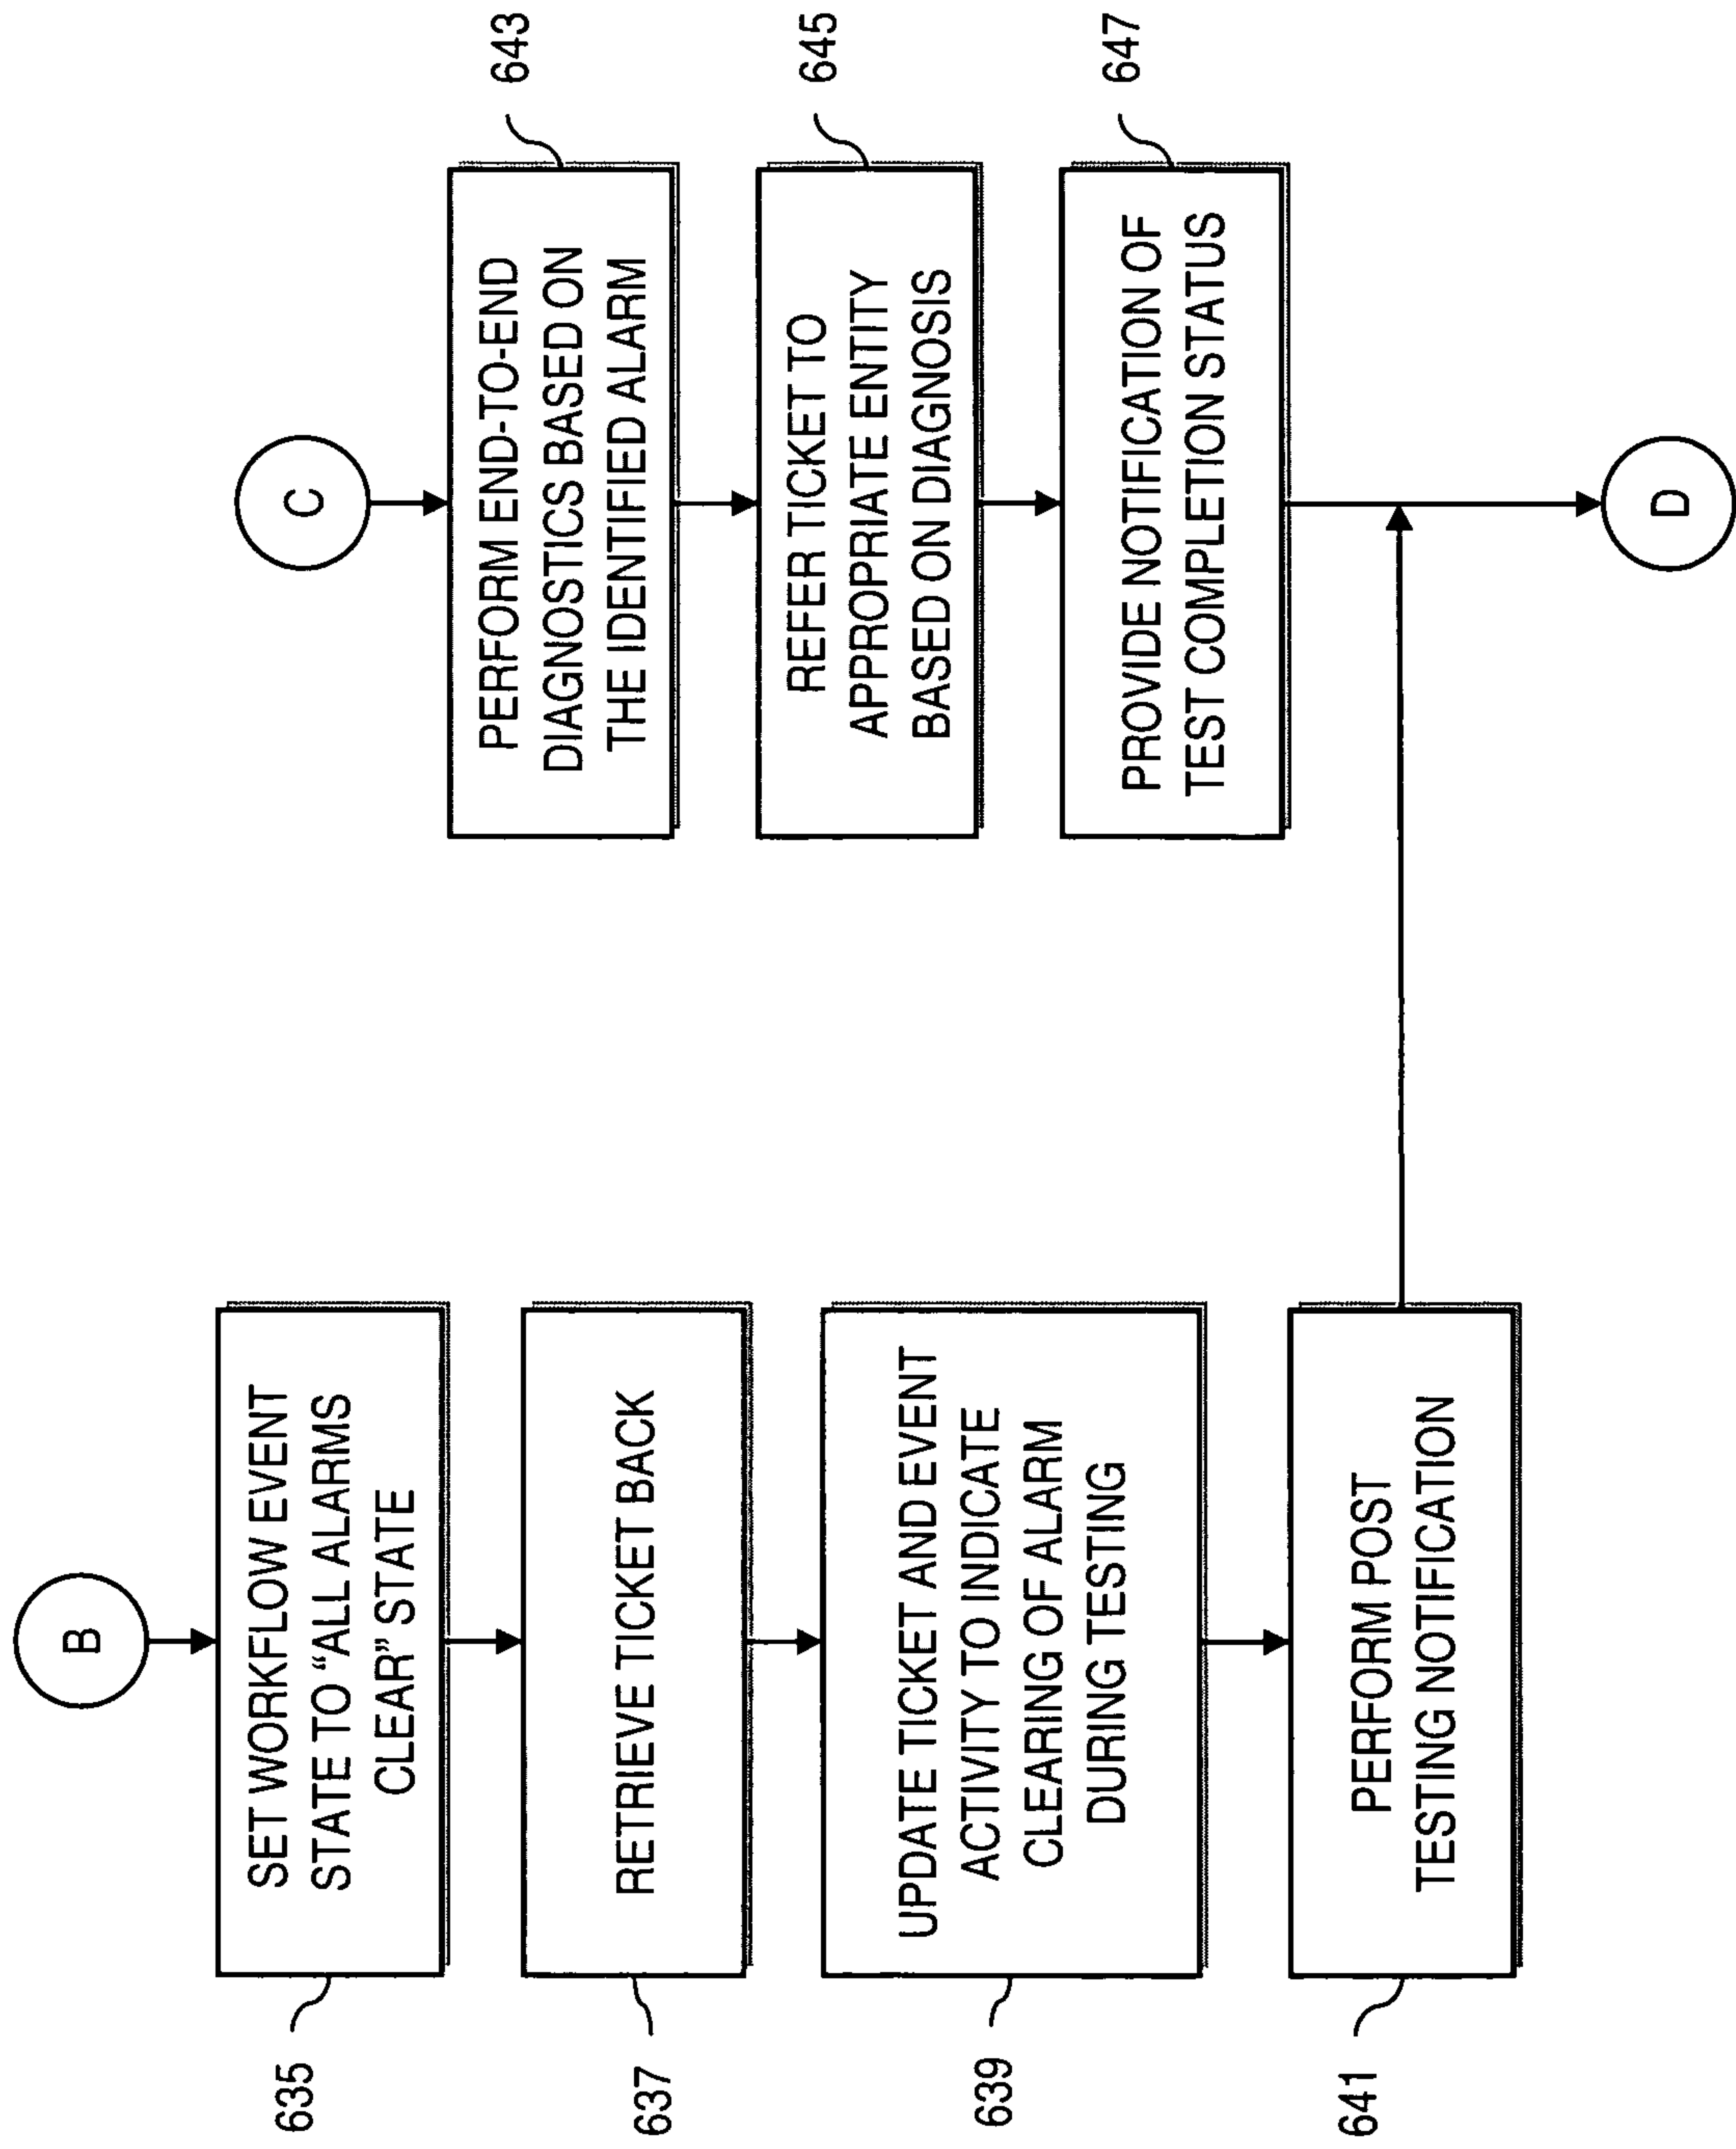 B
SET WORKFLOW EVENT
STATE TO “ALL ALARMS
CLEAR” STATE
635
RETRIEVE TICKET BACK
637
UPDATE TICKET AND EVENT
ACTIVITY TO INDICATE
CLEARING OF ALARM
DURING TESTING
639
PERFORM POST
TESTING NOTIFICATION
641
C
PERFORM END-TO-END
DIAGNOSTICS BASED ON
THE IDENTIFIED ALARM
643
REFER TICKET TO
APPROPRIATE ENTITY
BASED ON DIAGNOSIS
645
PROVIDE NOTIFICATION OF
TEST COMPLETION STATUS
647
D